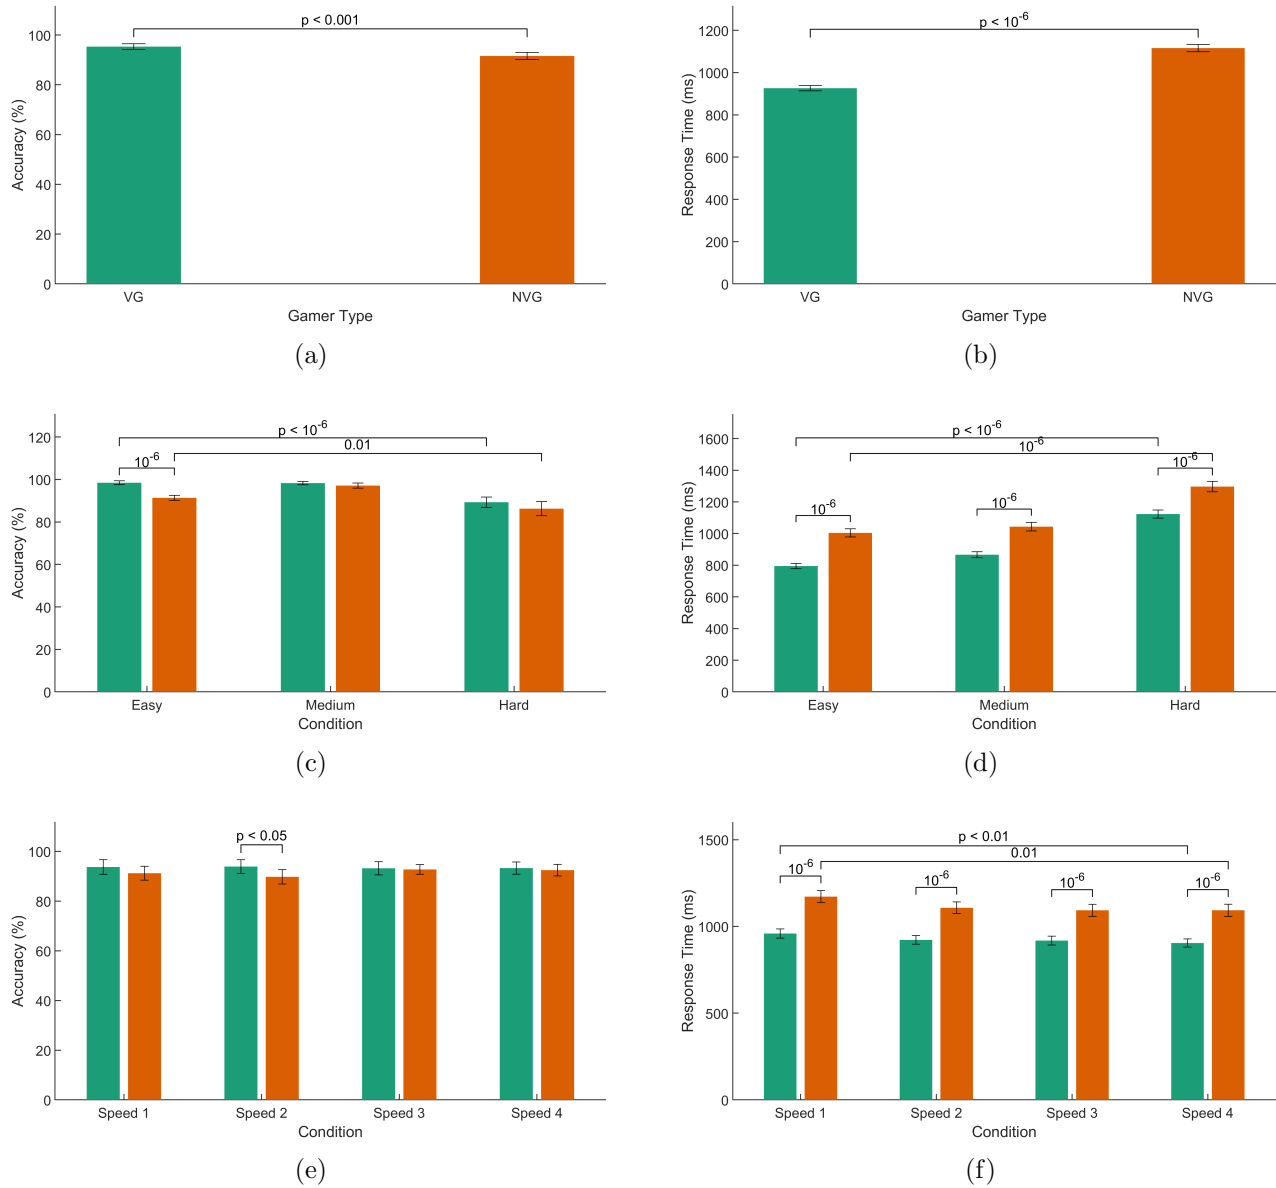 p < 0.001
100
80
60
40
20
0
Accuracy (%)
VG
NVG
Gamer Type
(a)
p < 10^-6
1200
1000
800
600
400
200
0
Response Time (ms)
VG
NVG
Gamer Type
(b)
p < 10^-6
0.01
10^-6
120
100
80
60
40
20
0
Accuracy (%)
Easy
Medium
Hard
Condition
(c)
p < 10^-6
10^-6
10^-6
10^-6
10^-6
1600
1400
1200
1000
800
600
400
200
0
Response Time (ms)
Easy
Medium
Hard
Condition
(d)
p < 0.05
100
80
60
40
20
0
Accuracy (%)
Speed 1
Speed 2
Speed 3
Speed 4
Condition
(e)
p < 0.01
0.01
10^-6
10^-6
10^-6
10^-6
1500
1000
500
0
Response Time (ms)
Speed 1
Speed 2
Speed 3
Speed 4
Condition
(f)